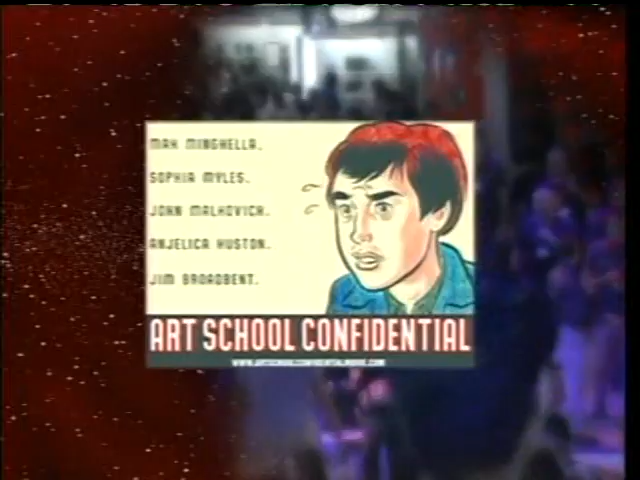 MAX MINGHELLA.
SOPHIA MYLES.
JOHN MALKOVICH.
ANJELICA HUSTON.
JIM BROADBENT.
ART SCHOOL CONFIDENTIAL